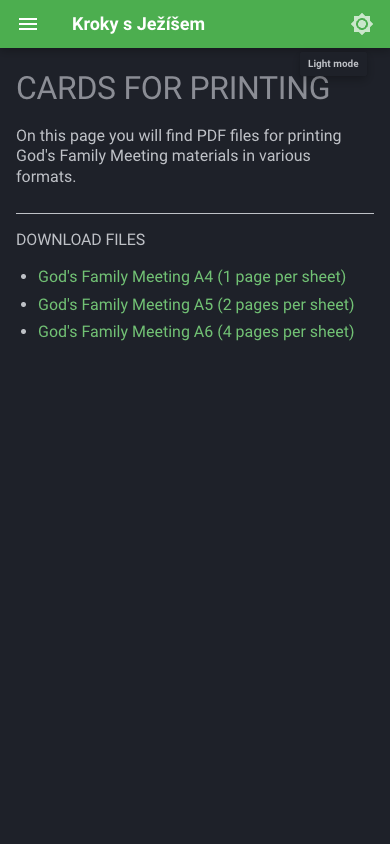 Kroky s Ježíšem
Light mode
CARDS FOR PRINTING
On this page you will find PDF files for printing
God's Family Meeting materials in various
formats.
DOWNLOAD FILES
God's Family Meeting A4 (1 page per sheet)
God's Family Meeting A5 (2 pages per sheet)
God's Family Meeting A6 (4 pages per sheet)